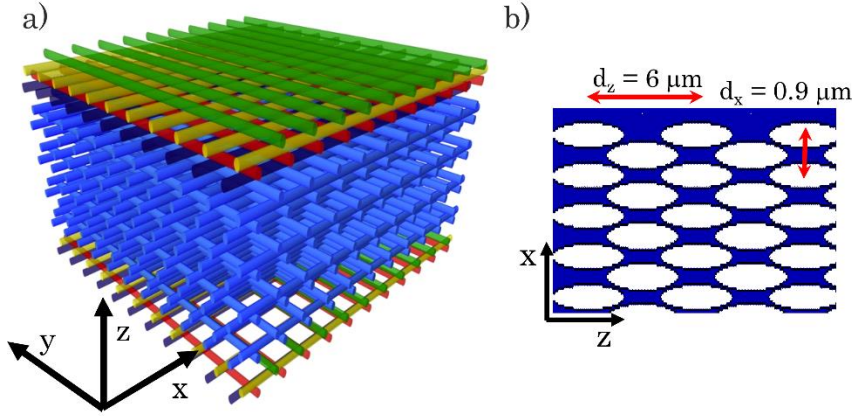 a)
b)
d_z = 6 μm
d_x = 0.9 μm
z
y
x
x
z